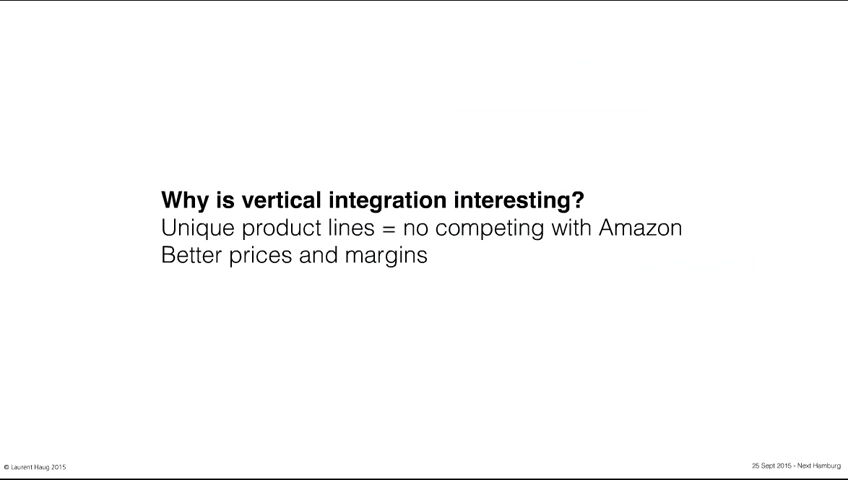 Why is vertical integration interesting?
Unique product lines = no competing with Amazon
Better prices and margins
© Laurent Haug 2015
25 Sept 2015 - Next Hamburg